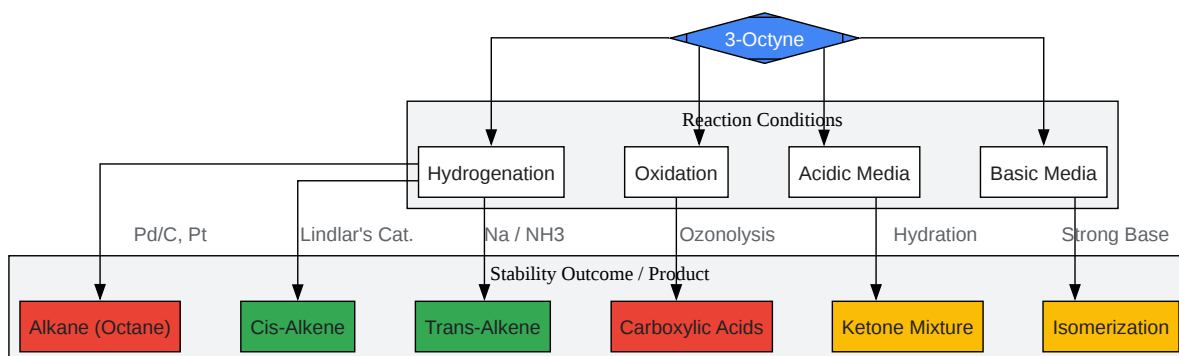 3-Octyne
Reaction Conditions
Hydrogenation
Oxidation
Acidic Media
Basic Media
Pd/C, Pt
Lindlar's Cat.
Na / NH3
Ozonolysis
Hydration
Strong Base
Stability Outcome / Product
Alkane (Octane)
Cis-Alkene
Trans-Alkene
Carboxylic Acids
Ketone Mixture
Isomerization